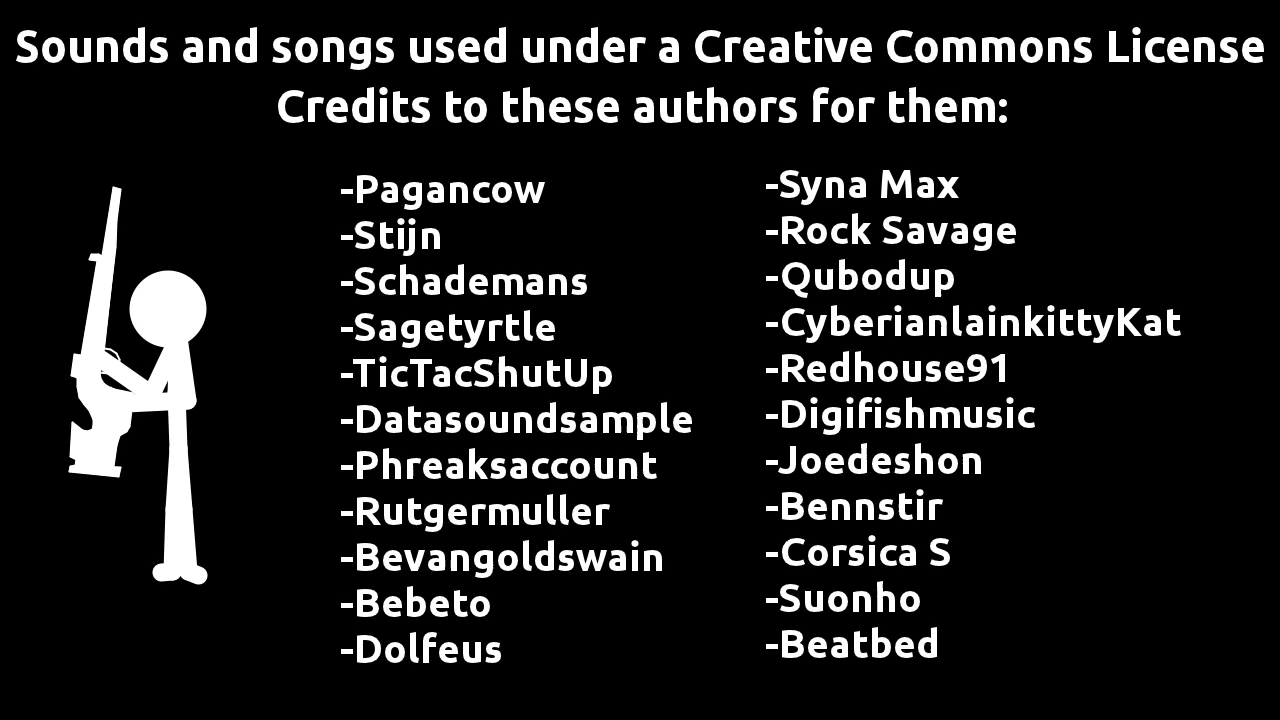 Sounds and songs used under a Creative Commons License
Credits to these authors for them:
-Pagancow
-Stijn
-Schademans
-Sagetyrtle
-TicTacShutUp
-Datasoundsample
-Phreaksaccount
-Rutgermuller
-Bevangoldswain
-Bebeto
-Dolfeus
-Syna Max
-Rock Savage
-Qubodup
-CyberianlainkittyKat
-Redhouse91
-Digifishmusic
-Joedeshon
-Bennstir
-Corsica S
-Suonho
-Beatbed